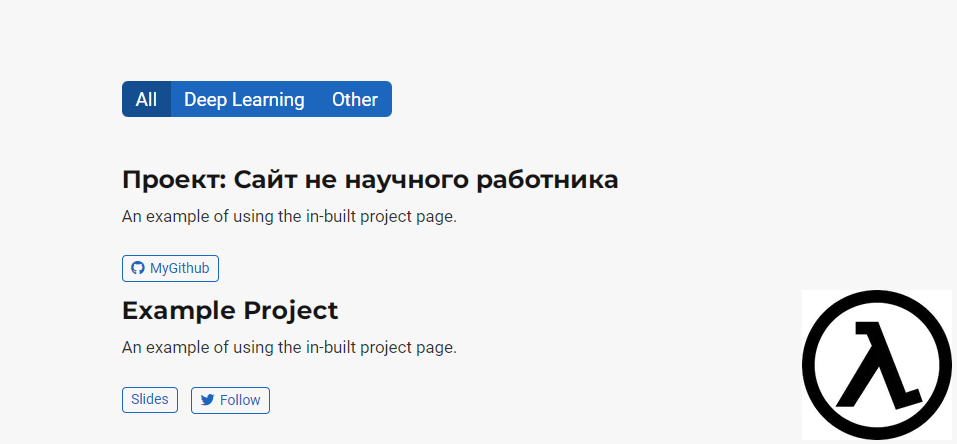 All Deep Learning Other
Проект: Сайт не научного работника
An example of using the in-built project page.
MyGithub
Example Project
An example of using the in-built project page.
Slides Follow